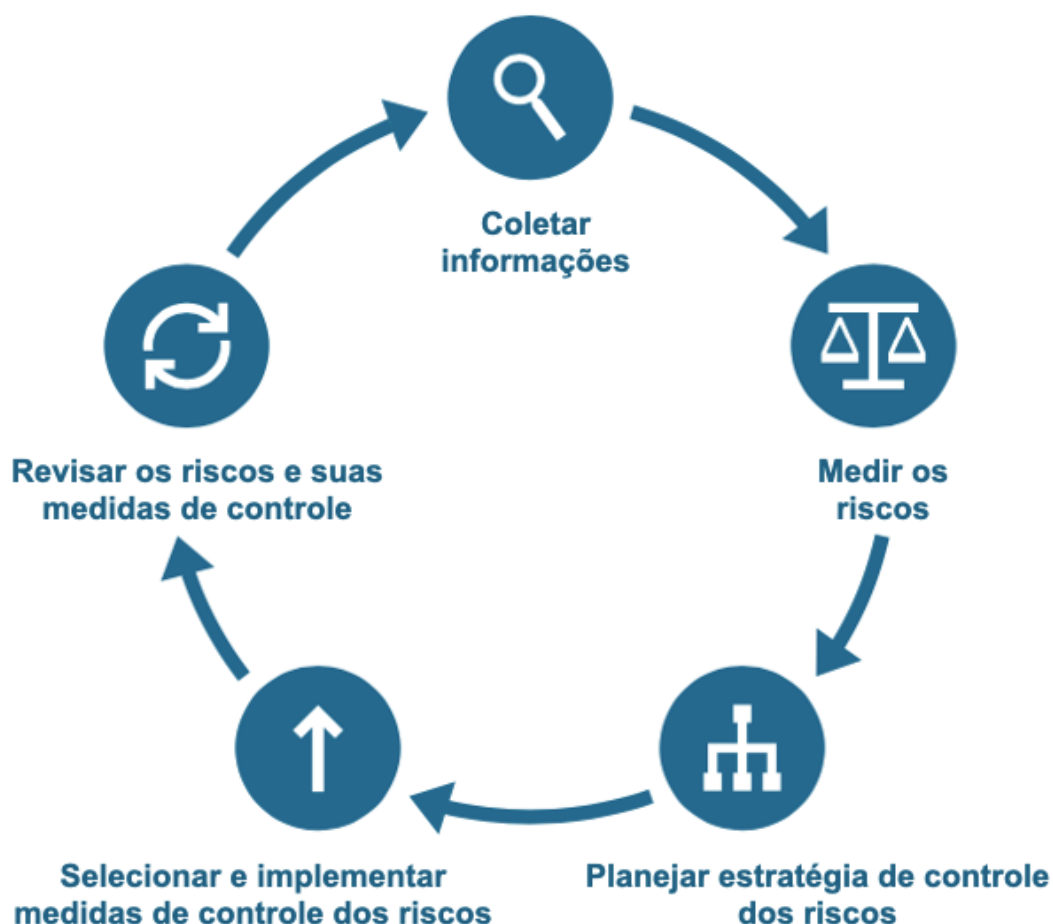 Coletar
informações
Medir os
riscos
Planejar estratégia de controle
dos riscos
Selecionar e implementar
medidas de controle dos riscos
Revisar os riscos e suas
medidas de controle